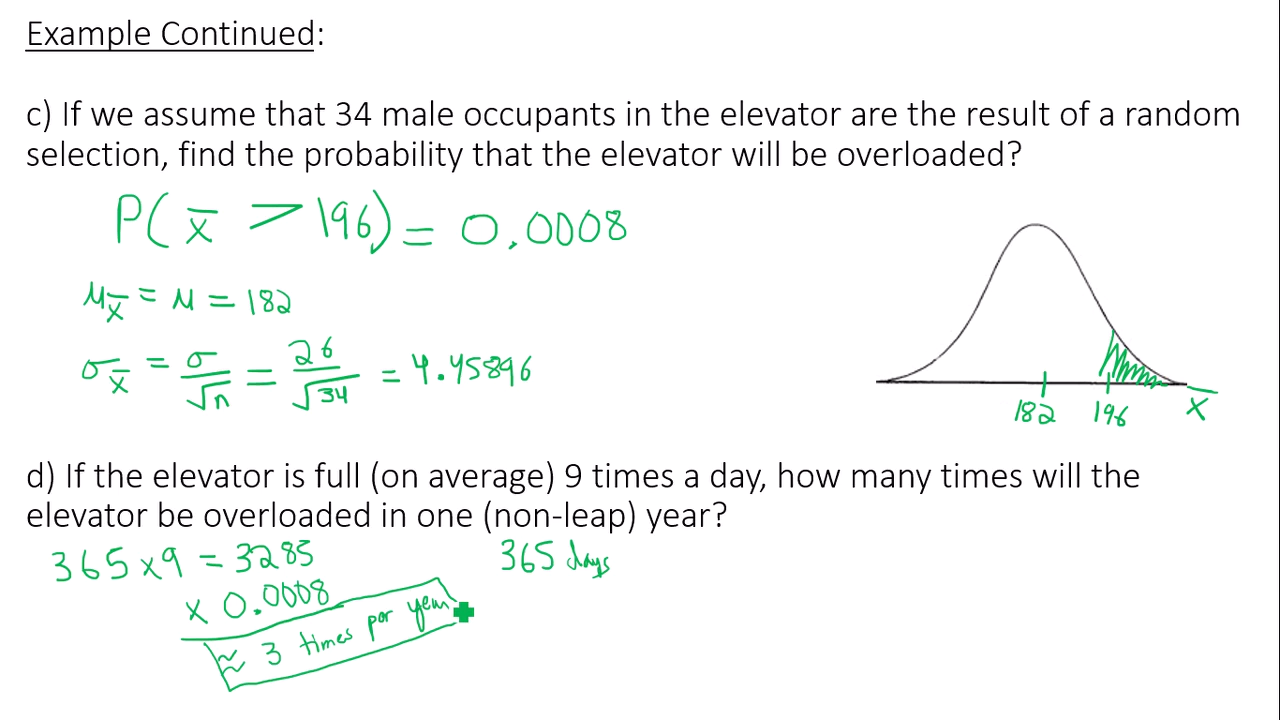 Example Continued:
c) If we assume that 34 male occupants in the elevator are the result of a random
selection, find the probability that the elevator will be overloaded?
P(x̄ > 196) = 0.0008
μx̄ = μ = 182
σx̄ = σ/√n = 26/√34 = 4.45896
182 196 x̄
d) If the elevator is full (on average) 9 times a day, how many times will the
elevator be overloaded in one (non-leap) year?
365 x 9 = 3285 365 days
x 0.0008
≈ 3 times per year